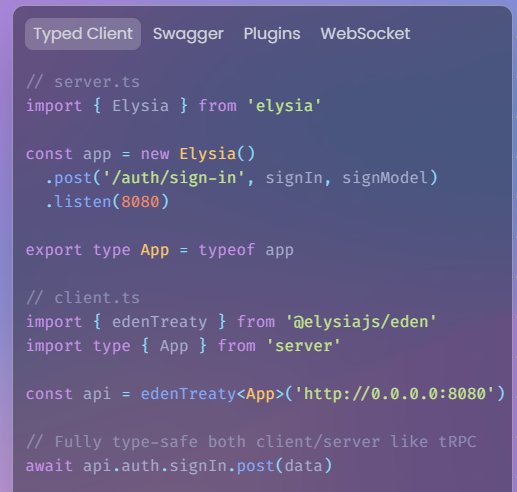 Typed Client Swagger Plugins WebSocket
// server.ts
import { Elysia } from 'elysia'
const app = new Elysia()
  .post('/auth/sign-in', signIn, signModel)
  .listen(8080)
export type App = typeof app
// client.ts
import { edenTreaty } from '@elysiajs/eden'
import type { App } from 'server'
const api = edenTreaty<App>('http://0.0.0.0:8080')
// Fully type-safe both client/server like tRPC
await api.auth.signIn.post(data)